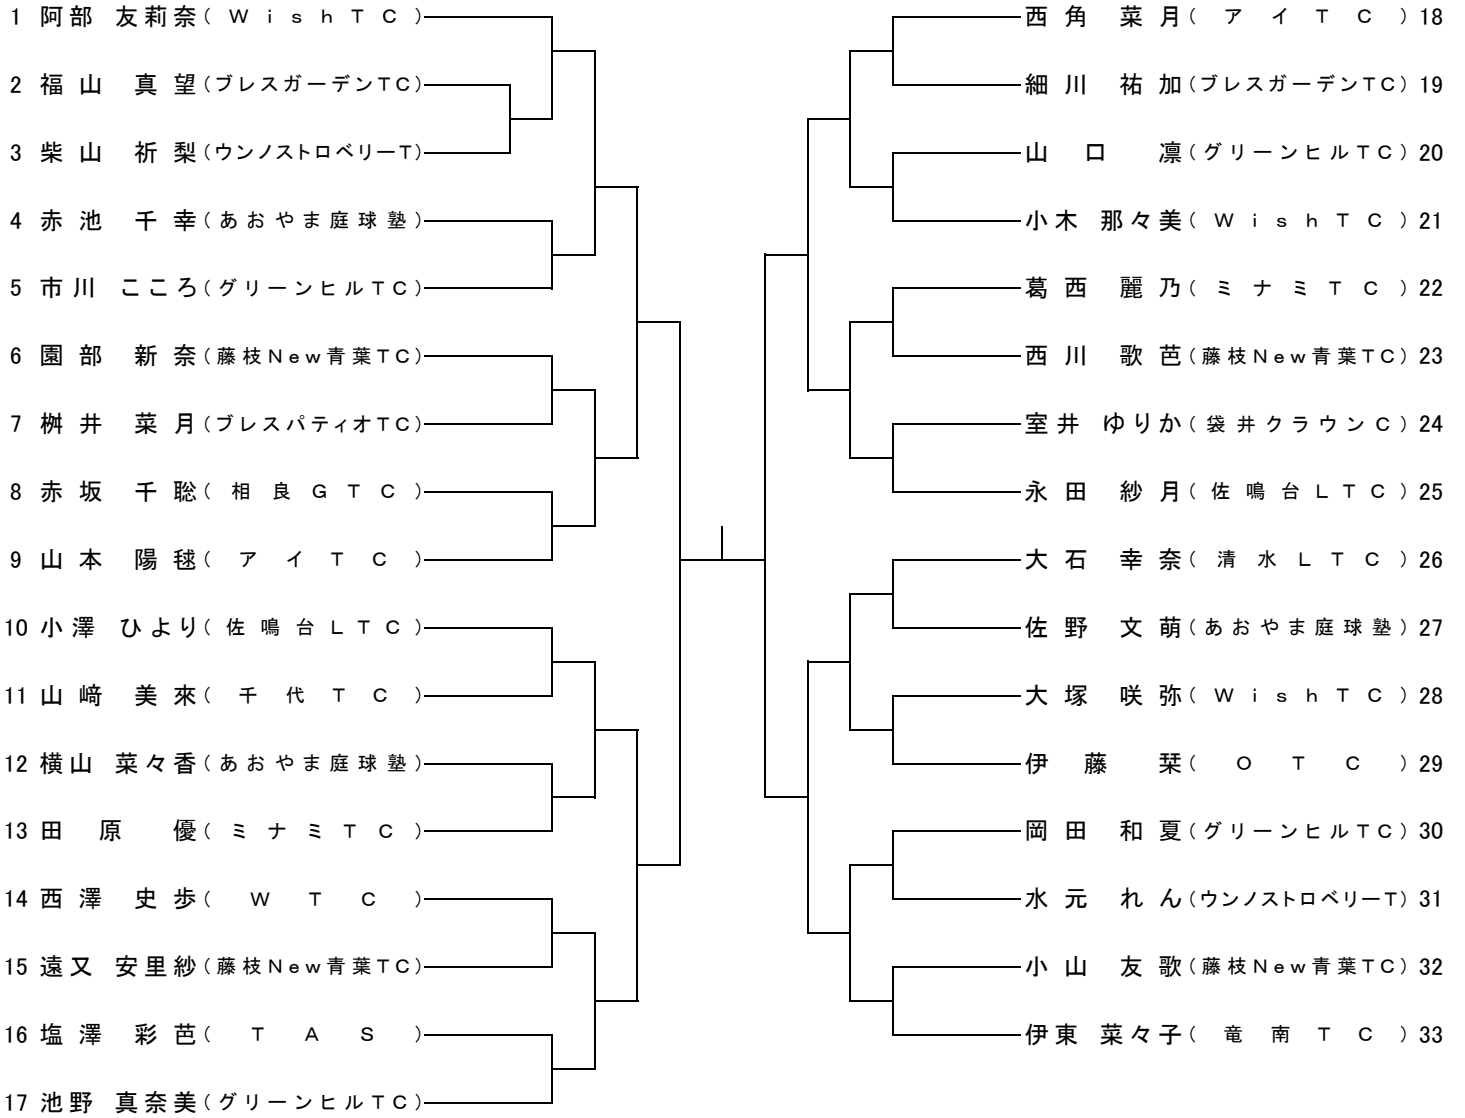 1 阿部 友莉奈(WishTC)
2 福山 真望(ブレスガーデンTC)
3 柴山 祈梨(ウンノストロベリーT)
4 赤池 千幸(あおやま庭球塾)
5 市川 こころ(グリーンヒルTC)
6 園部 新奈(藤枝New青葉TC)
7 桝井 菜月(ブレスパティオTC)
8 赤坂 千聡(相良GTC)
9 山本 陽毬(アイTC)
10 小澤 ひより(佐鳴台LTC)
11 山﨑 美來(千代TC)
12 横山 菜々香(あおやま庭球塾)
13 田原 優(ミナミTC)
14 西澤 史歩(WTC)
15 遠又 安里紗(藤枝New青葉TC)
16 塩澤 彩芭(TAS)
17 池野 真奈美(グリーンヒルTC)
西角 菜月(アイTC) 18
細川 祐加(ブレスガーデンTC) 19
山口 凛(グリーンヒルTC) 20
小木 那々美(WishTC) 21
葛西 麗乃(ミナミTC) 22
西川 歌芭(藤枝New青葉TC) 23
室井 ゆりか(袋井クラウンC) 24
永田 紗月(佐鳴台LTC) 25
大石 幸奈(清水LTC) 26
佐野 文萌(あおやま庭球塾) 27
大塚 咲弥(WishTC) 28
伊藤 栞(OTC) 29
岡田 和夏(グリーンヒルTC) 30
水元 れん(ウンノストロベリーT) 31
小山 友歌(藤枝New青葉TC) 32
伊東 菜々子(竜南TC) 33